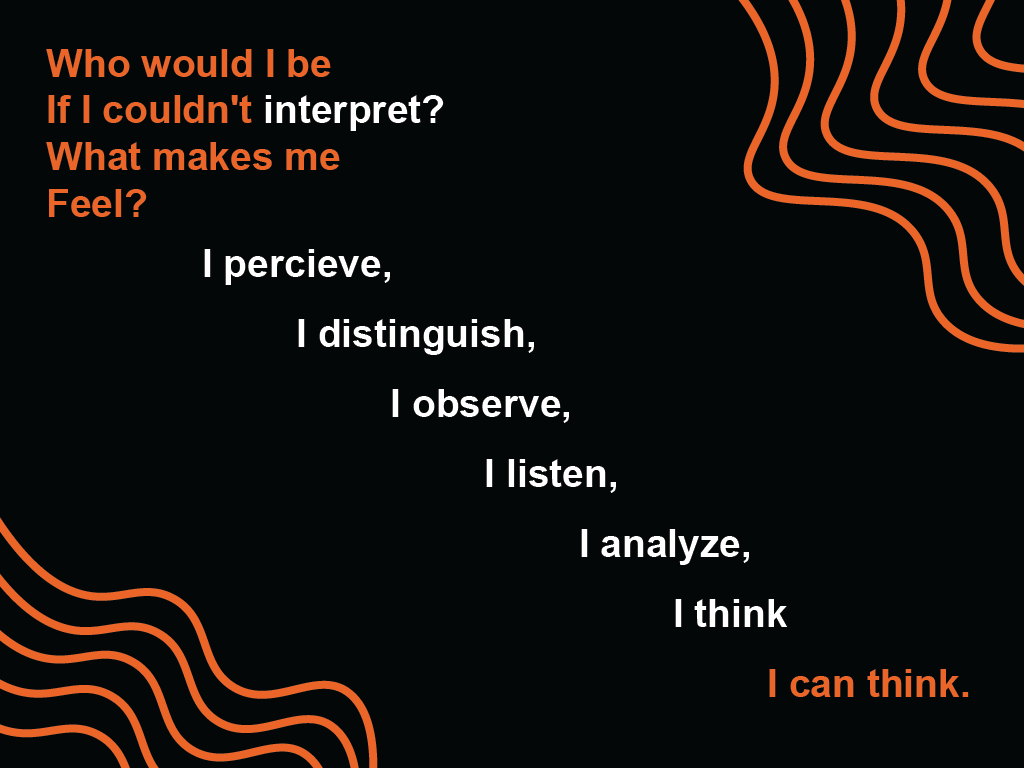 Who would I be
If I couldn't interpret?
What makes me
Feel?
I percieve,
I distinguish,
I observe,
I listen,
I analyze,
I think
I can think.